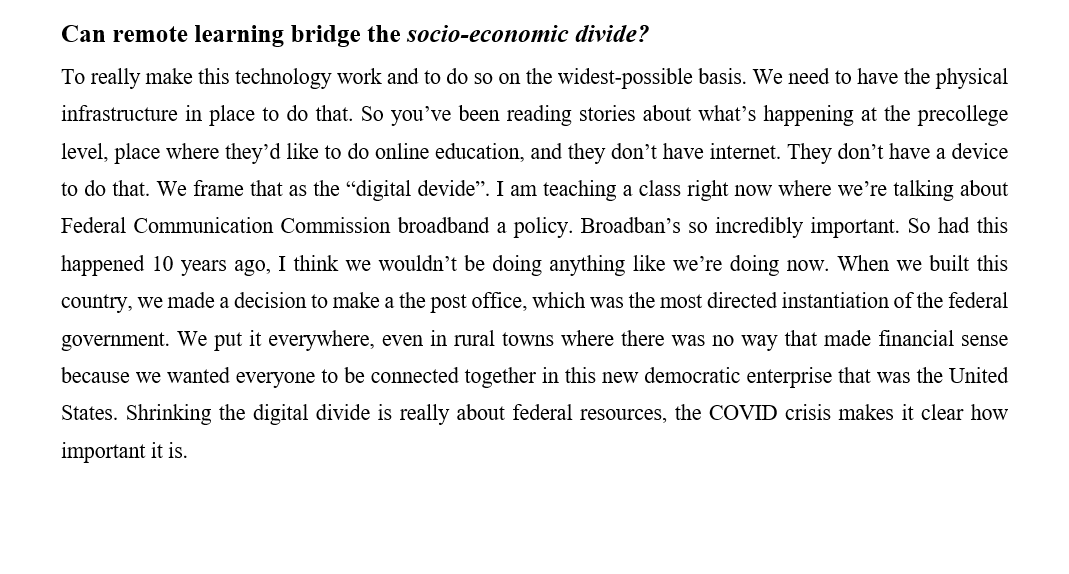 Can remote learning bridge the socio-economic divide?
To really make this technology work and to do so on the widest-possible basis. We need to have the physical
infrastructure in place to do that. So you’ve been reading stories about what’s happening at the precollege
level, place where they’d like to do online education, and they don’t have internet. They don’t have a device
to do that. We frame that as the “digital devide”. I am teaching a class right now where we’re talking about
Federal Communication Commission broadband a policy. Broadban’s so incredibly important. So had this
happened 10 years ago, I think we wouldn’t be doing anything like we’re doing now. When we built this
country, we made a decision to make a the post office, which was the most directed instantiation of the federal
government. We put it everywhere, even in rural towns where there was no way that made financial sense
because we wanted everyone to be connected together in this new democratic enterprise that was the United
States. Shrinking the digital divide is really about federal resources, the COVID crisis makes it clear how
important it is.